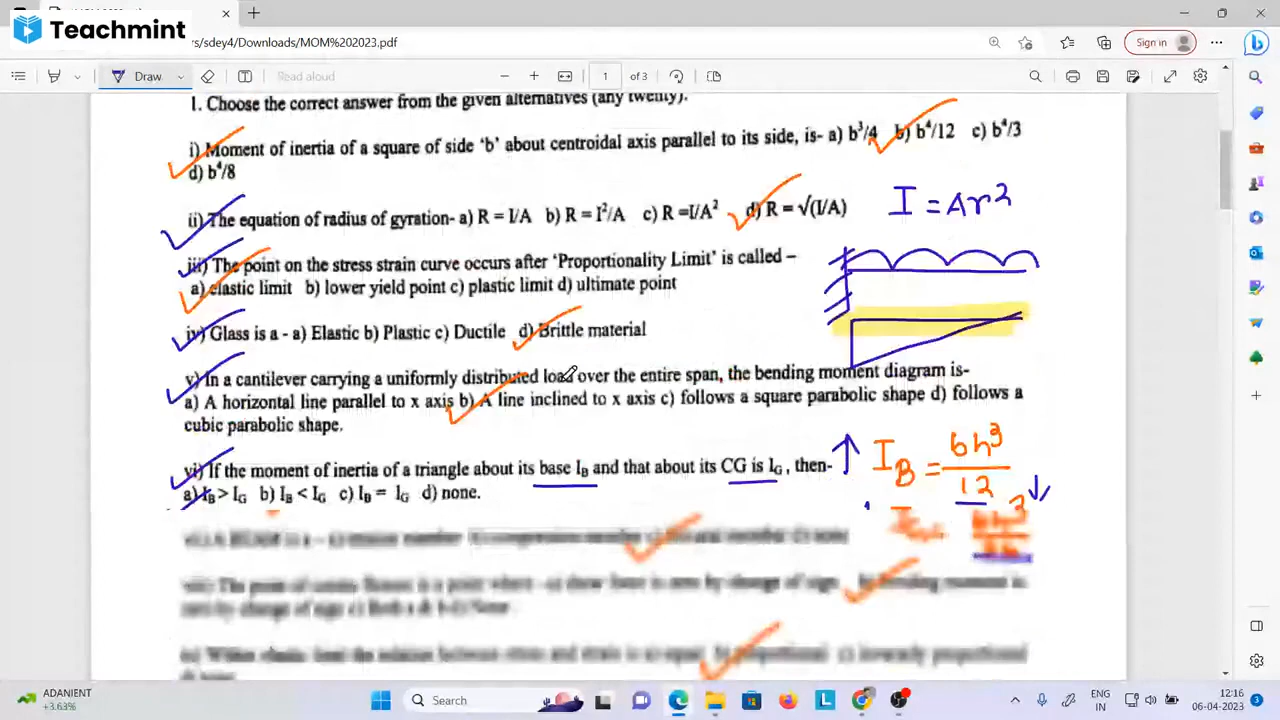 Teachmint
rs/sdey4/Downloads/MOM%202023.pdf
Sign in
Draw
Read aloud
1
of 3
1. Choose the correct answer from the given alternatives (any twenty).
i) Moment of inertia of a square of side ‘b’ about centroidal axis parallel to its side, is- a) b³/4 b) b⁴/12 c) b⁴/3
d) b⁴/8
ii) The equation of radius of gyration- a) R = I/A b) R = I²/A c) R =I/A² d) R = √(I/A)
I = Ar²
iii) The point on the stress strain curve occurs after ‘Proportionality Limit’ is called –
a) elastic limit b) lower yield point c) plastic limit d) ultimate point
iv) Glass is a - a) Elastic b) Plastic c) Ductile d) Brittle material
v) In a cantilever carrying a uniformly distributed load over the entire span, the bending moment diagram is-
a) A horizontal line parallel to x axis b) A line inclined to x axis c) follows a square parabolic shape d) follows a
cubic parabolic shape.
vi) If the moment of inertia of a triangle about its base I_B and that about its CG is I_G, then-
a) I_B > I_G b) I_B < I_G c) I_B = I_G d) none.
I_B = bh³/12
ADANIENT
+3.63%
Search
ENG
IN
12:16
06-04-2023
3